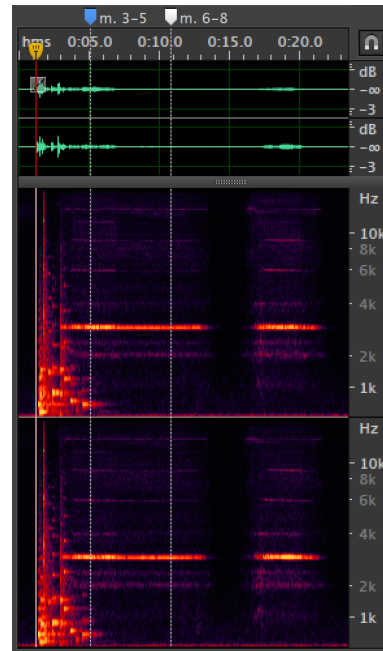 m. 3-5 m. 6-8
hms 0:05.0 0:10.0 0:15.0 0:20.0
dB
-∞
-3
dB
-∞
-3
Hz
10k
8k
6k
4k
2k
1k
Hz
10k
8k
6k
4k
2k
1k